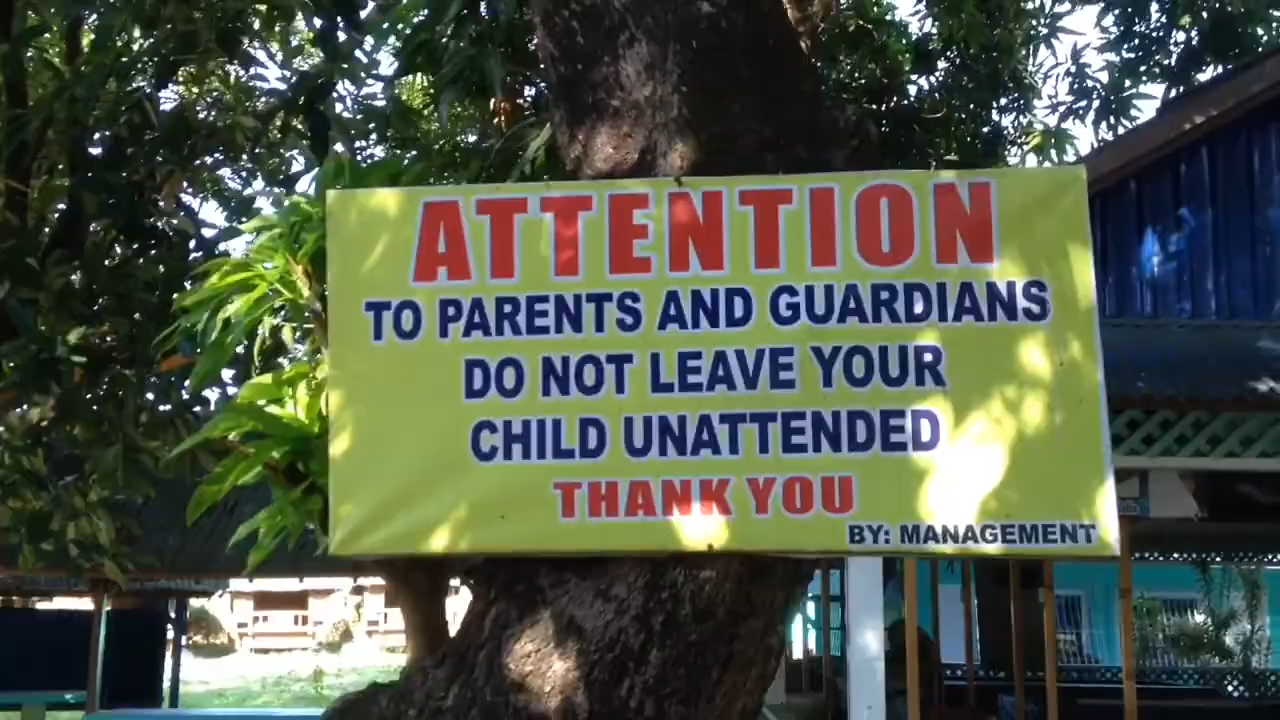 ATTENTION
TO PARENTS AND GUARDIANS
DO NOT LEAVE YOUR
CHILD UNATTENDED
THANK YOU
BY: MANAGEMENT